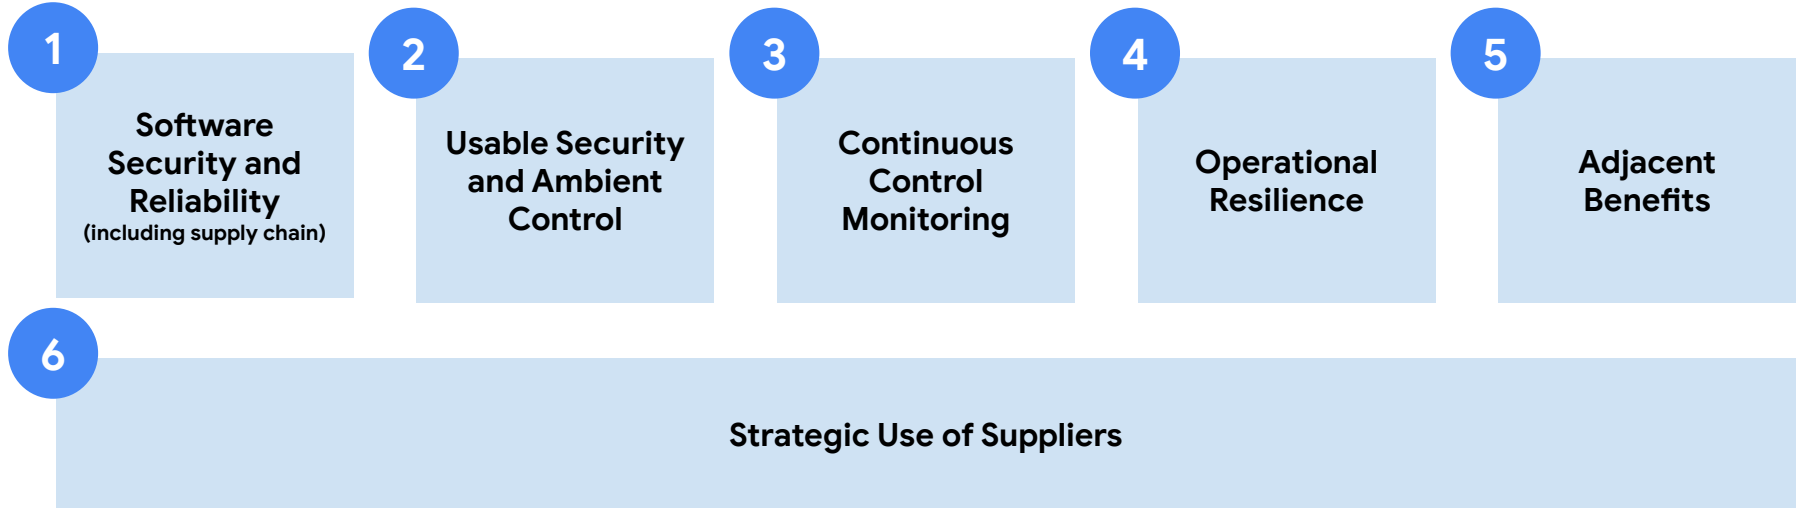 1
Software
Security and
Reliability
(including supply chain)
2
Usable Security
and Ambient
Control
3
Continuous
Control
Monitoring
4
Operational
Resilience
5
Adjacent
Benefits
6
Strategic Use of Suppliers